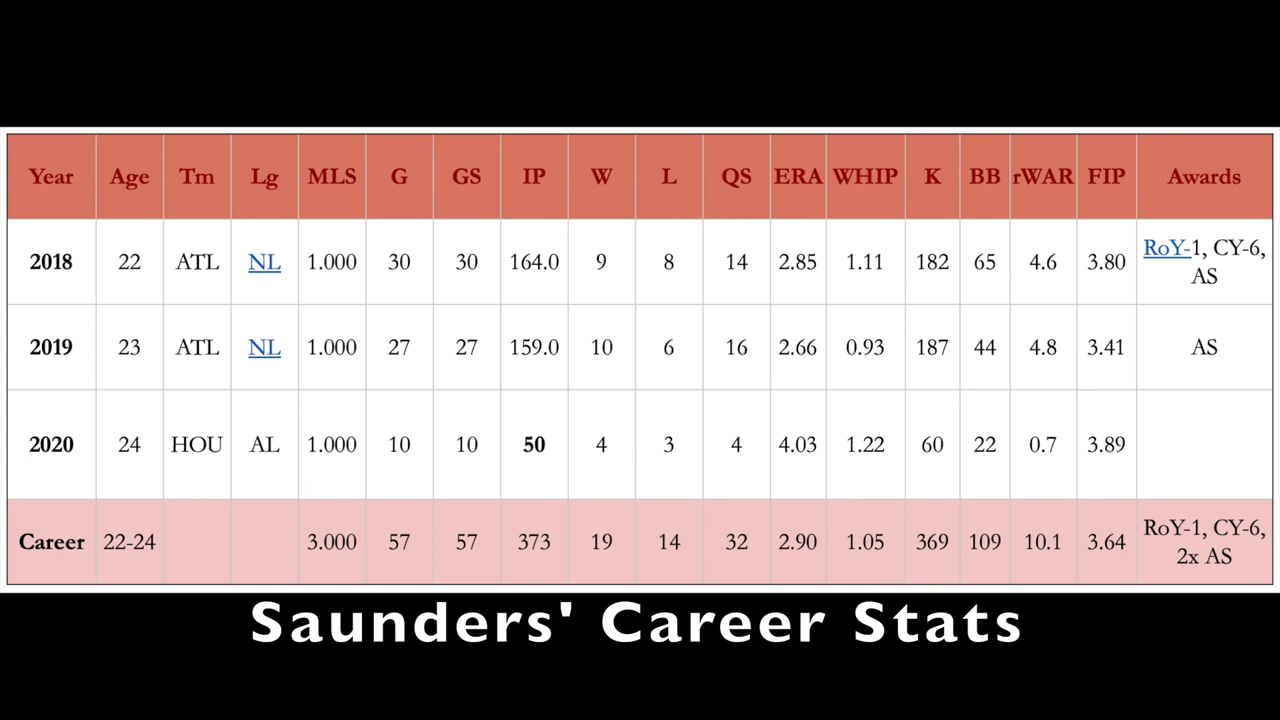 Year Age Tm Lg MLS G GS IP W L QS ERA WHIP K BB rWAR FIP Awards
2018 22 ATL NL 1.000 30 30 164.0 9 8 14 2.85 1.11 182 65 4.6 3.80 RoY-1, CY-6,
AS
2019 23 ATL NL 1.000 27 27 159.0 10 6 16 2.66 0.93 187 44 4.8 3.41 AS
2020 24 HOU AL 1.000 10 10 50 4 3 4 4.03 1.22 60 22 0.7 3.89
Career 22-24 3.000 57 57 373 19 14 32 2.90 1.05 369 109 10.1 3.64 RoY-1, CY-6,
2x AS
Saunders' Career Stats